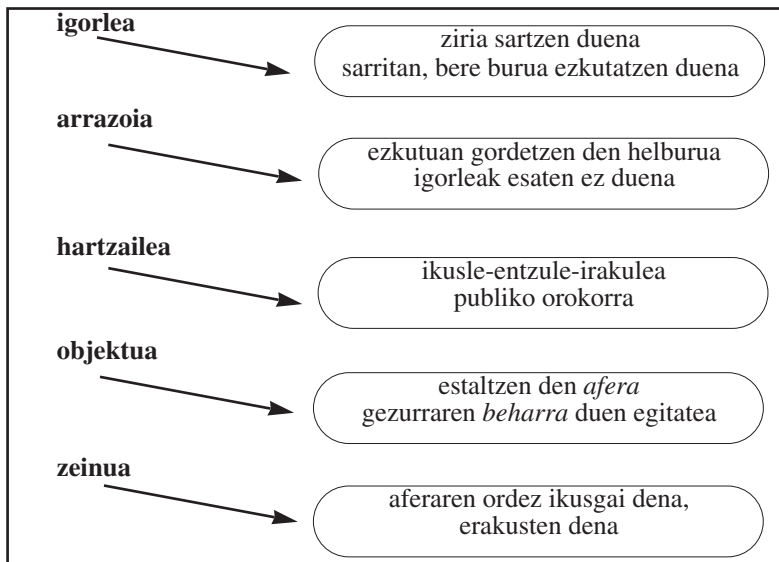 igorlea
ziria sartzen duena
sarritan, bere burua ezkutatzen duena
arrazoia
ezkutuan gordetzen den helburua
igorleak esaten ez duena
hartzailea
ikusle-entzule-irakulea
publiko orokorra
objektua
estaltzen den afera
gezurraren beharra duen egitatea
zeinua
aferaren ordez ikusgai dena,
erakusten dena